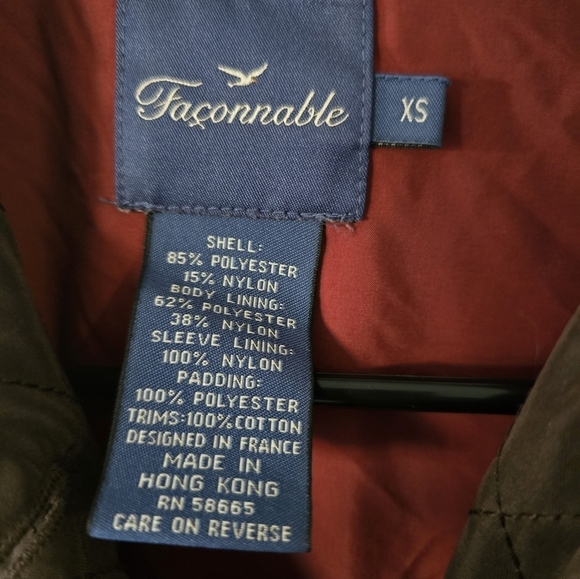 Façonnable
XS
SHELL:
85% POLYESTER
15% NYLON
BODY LINING:
62% POLYESTER
38% NYLON
SLEEVE LINING:
100% NYLON
PADDING:
100% POLYESTER
TRIMS:100%COTTON
DESIGNED IN FRANCE
MADE IN
HONG KONG
RN 58665
CARE ON REVERSE